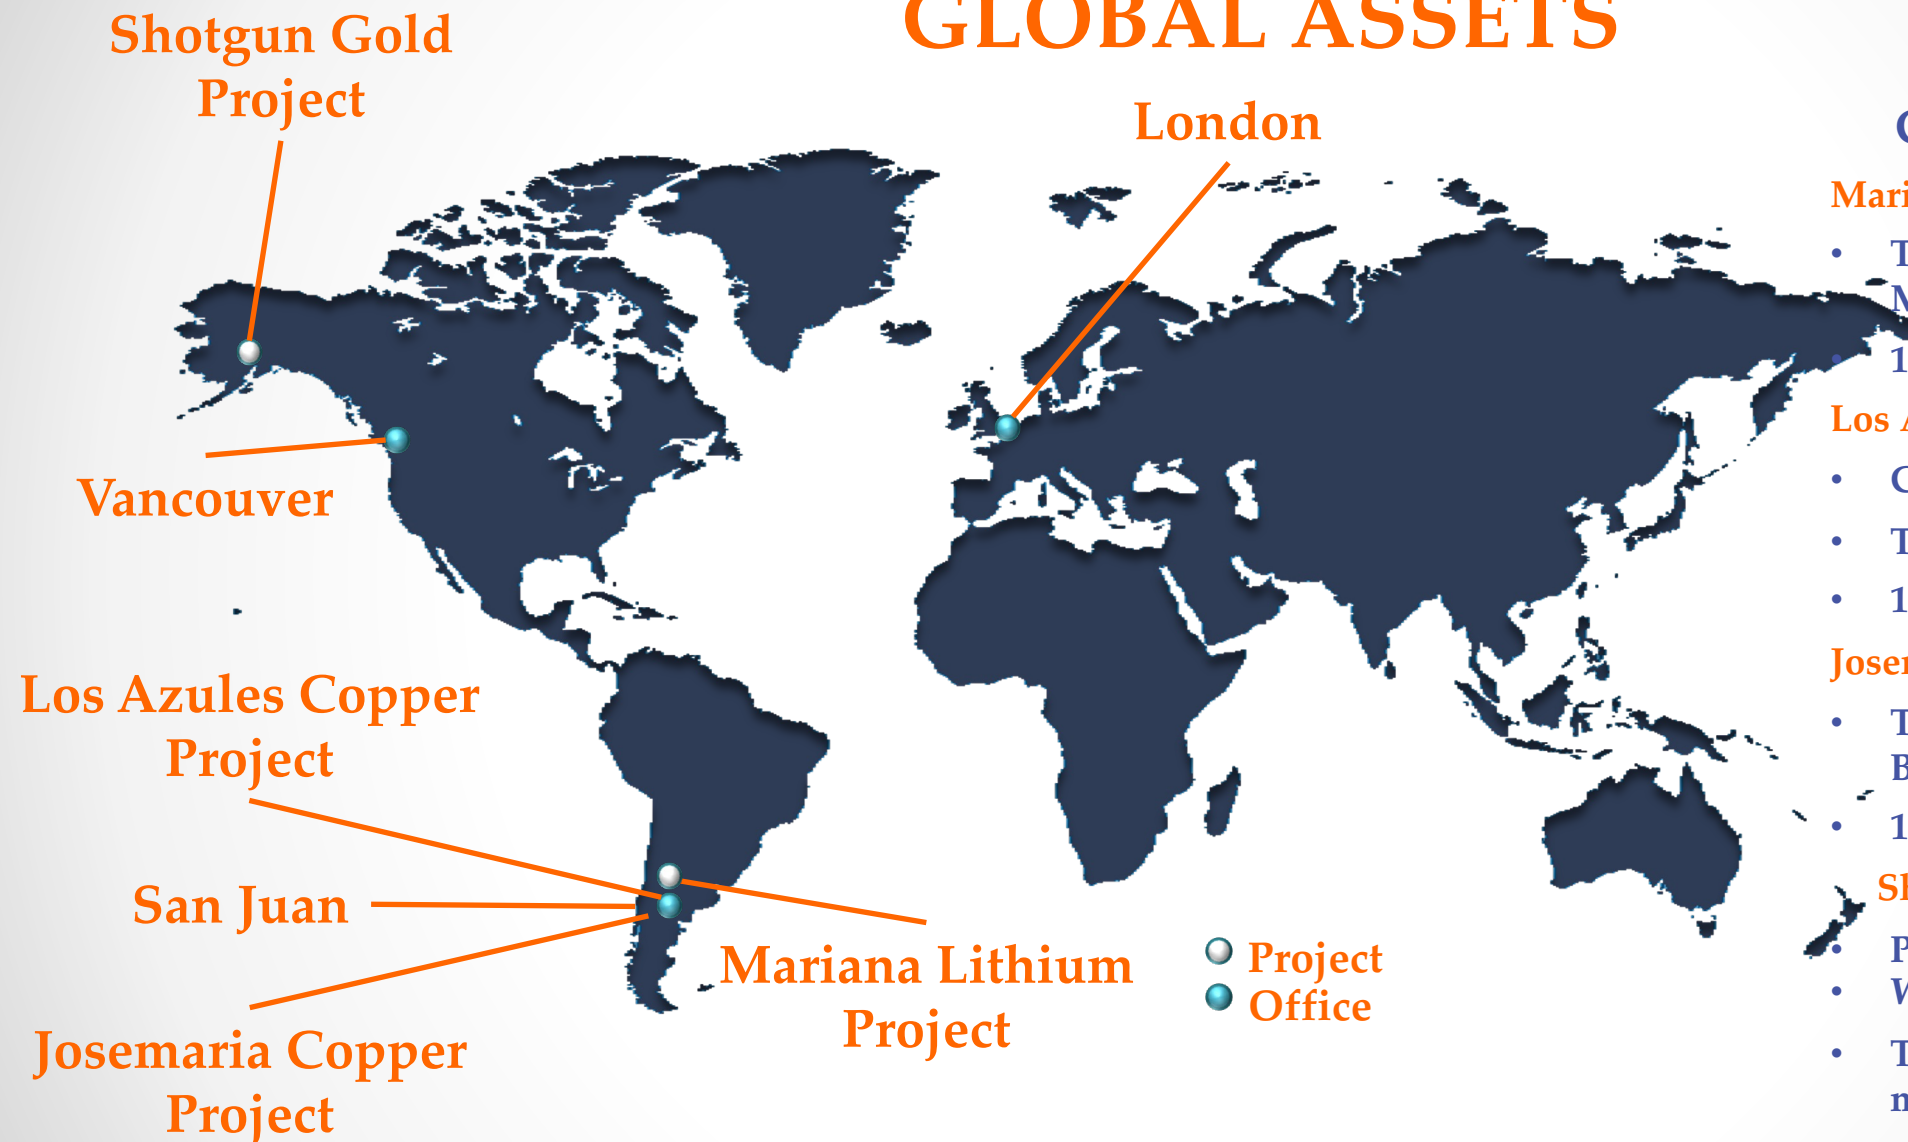 GLOBAL ASSETS
Shotgun Gold
Project
London
Vancouver
Los Azules Copper
Project
San Juan
Josemaria Copper
Project
Mariana Lithium
Project
Project
Office
Los
•
•
•
•
•
•
•
•
•
•
•